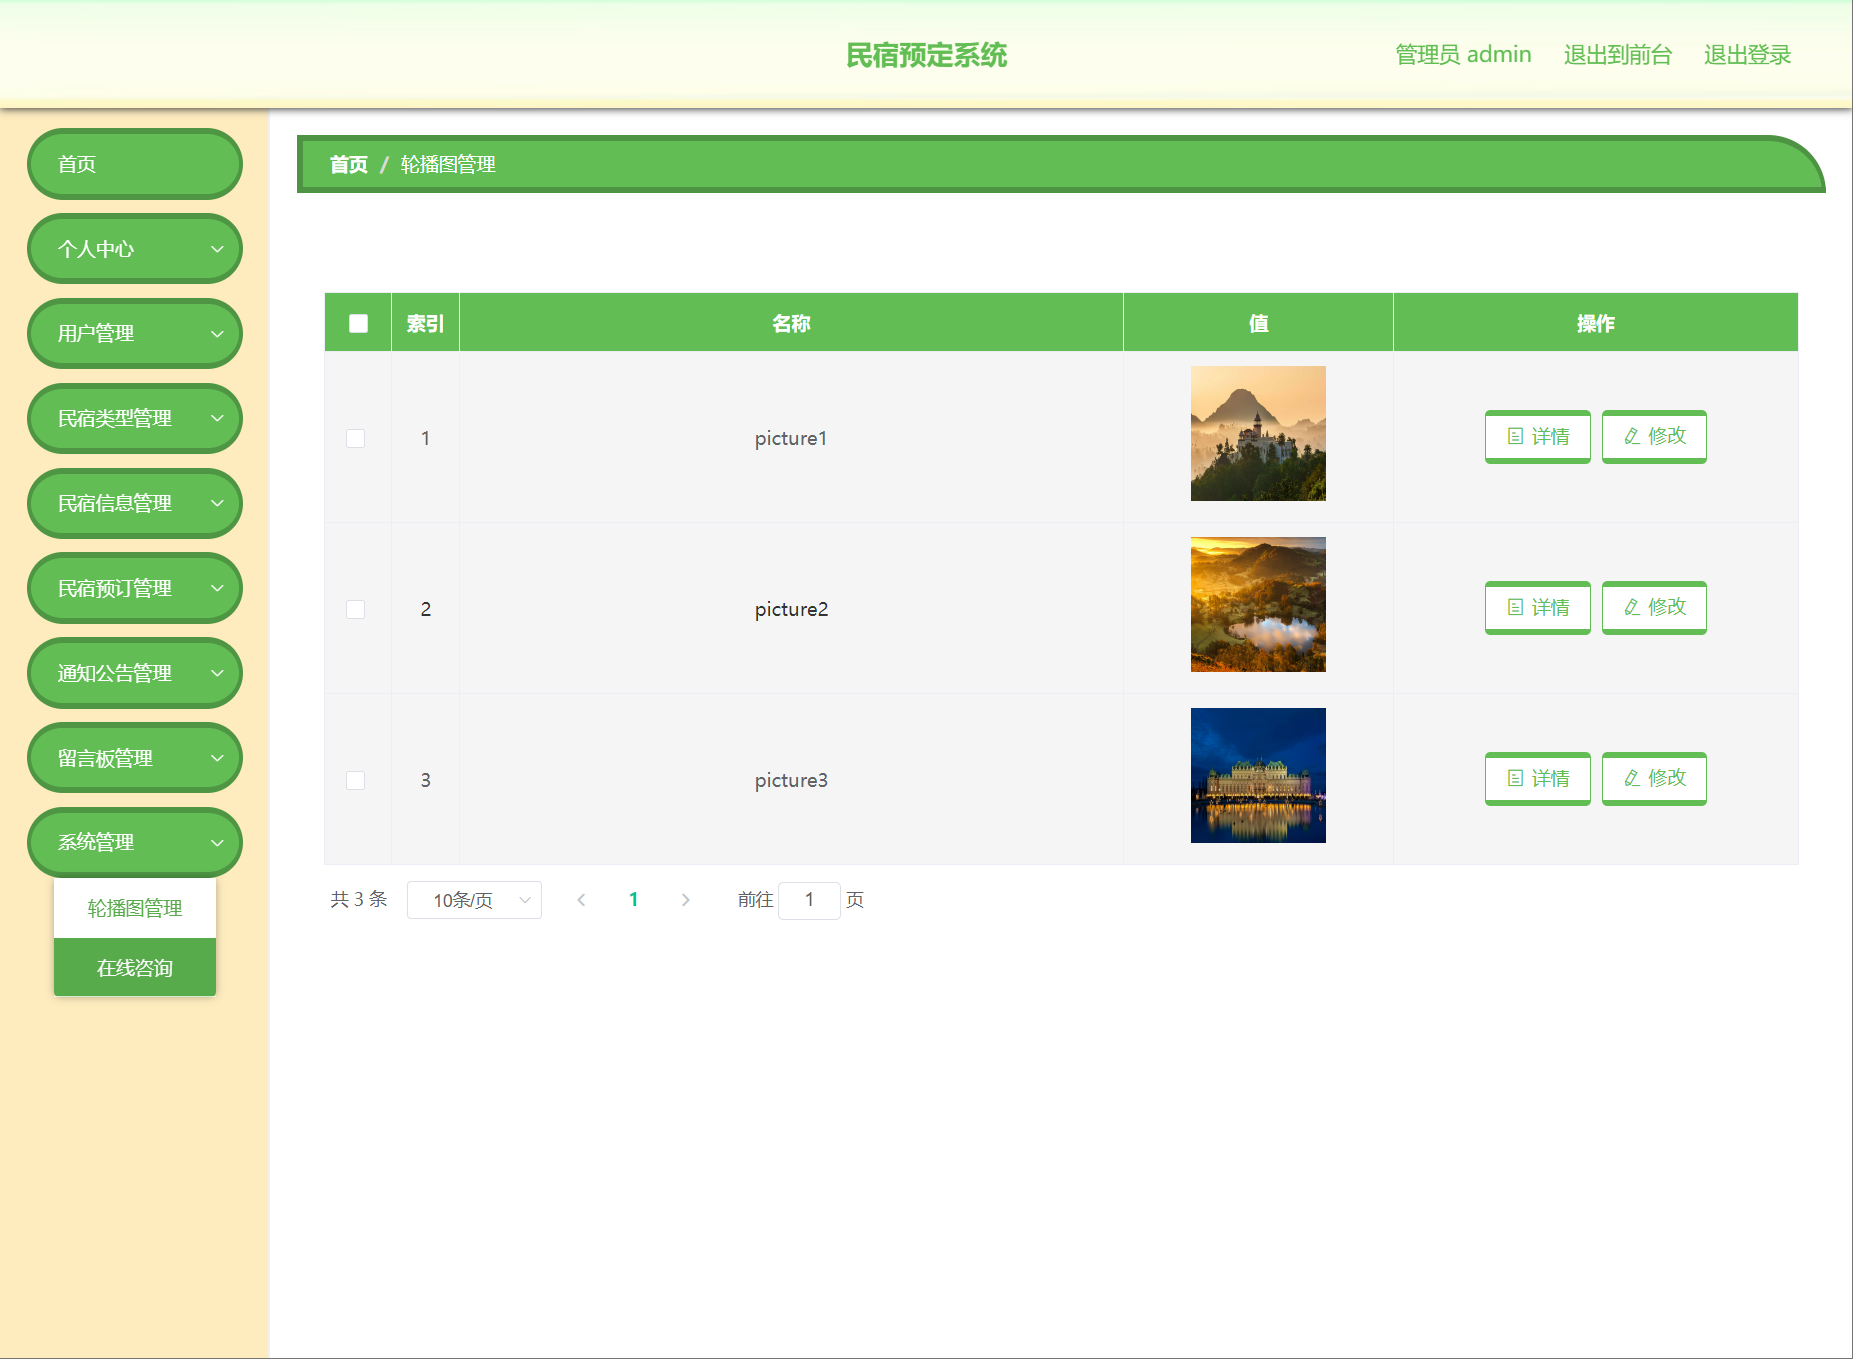 民宿预定系统
管理员 admin 退出到前台 退出登录
首页
个人中心
用户管理
民宿类型管理
民宿信息管理
民宿预订管理
通知公告管理
留言板管理
系统管理
轮播图管理
在线咨询
首页 / 轮播图管理
索引 名称 值 操作
1 picture1 详情 修改
2 picture2 详情 修改
3 picture3 详情 修改
共 3 条 10条/页 1 前往 1 页